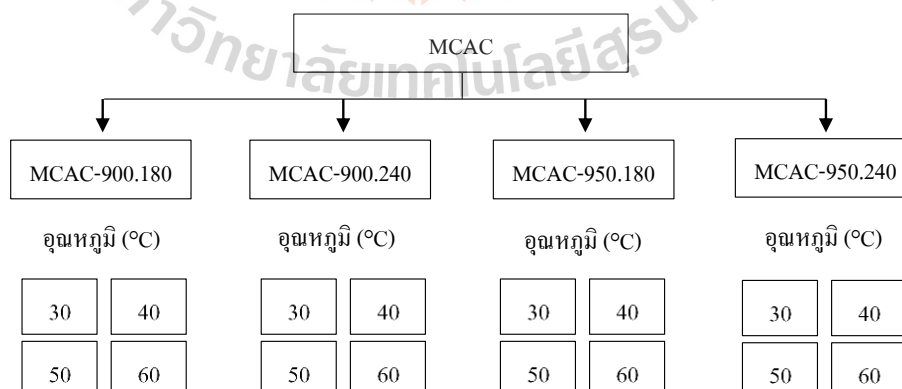 MCAC
MCAC-900.180 MCAC-900.240 MCAC-950.180 MCAC-950.240
อุณหภูมิ (°C) อุณหภูมิ (°C) อุณหภูมิ (°C) อุณหภูมิ (°C)
30 40 30 40 30 40 30 40
50 60 50 60 50 60 50 60